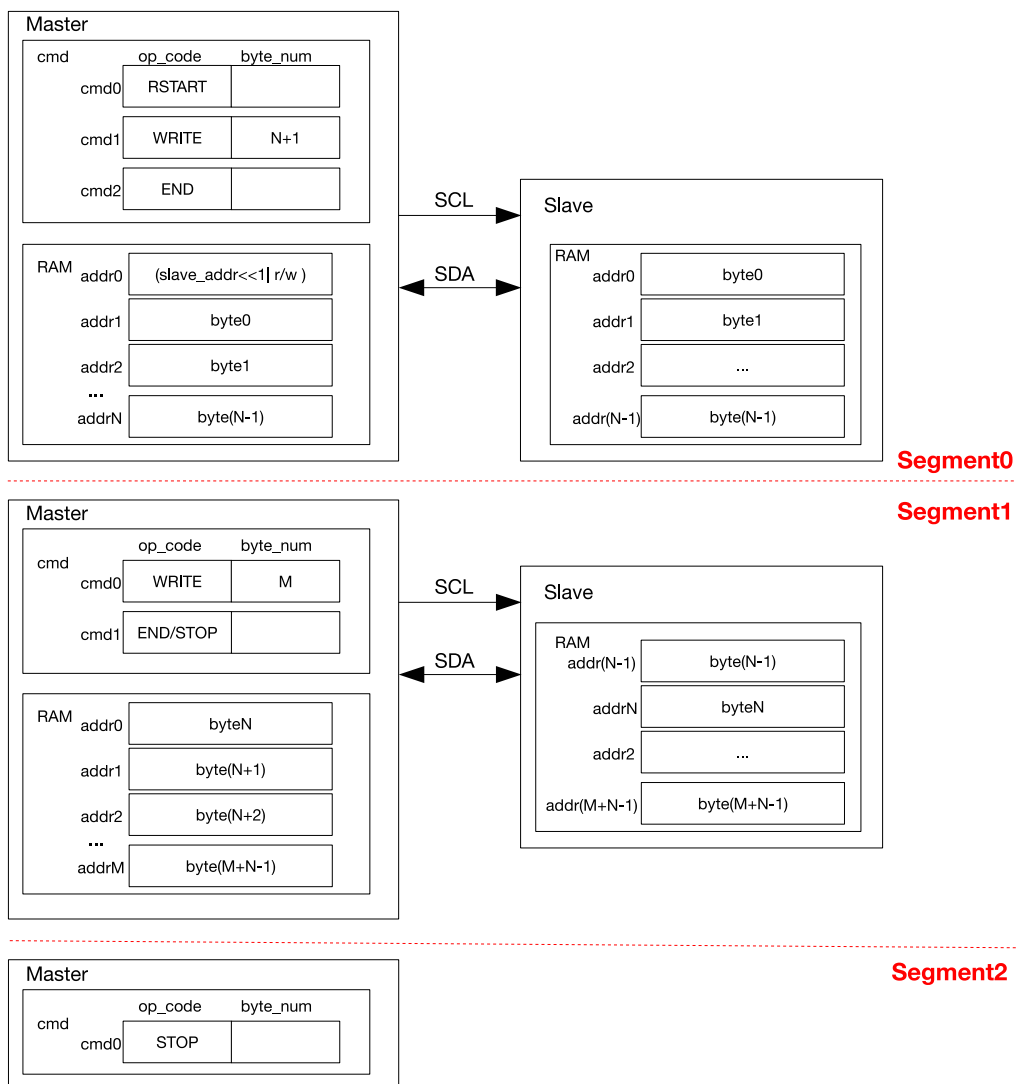 Master
cmd op_code byte_num
cmd0 RSTART
cmd1 WRITE N+1
cmd2 END
RAM addr0 (slave_addr<<1| r/w )
addr1 byte0
addr2 byte1
...
addrN byte(N-1)
SCL
SDA
Slave
RAM
addr0 byte0
addr1 byte1
addr2 ...
addr(N-1) byte(N-1)
Segment0
Segment1
Master
op_code byte_num
cmd
cmd0 WRITE M
cmd1 END/STOP
RAM addr0 byteN
addr1 byte(N+1)
addr2 byte(N+2)
...
addrM byte(M+N-1)
SCL
SDA
Slave
RAM
addr(N-1) byte(N-1)
addrN byteN
addr2 ...
addr(M+N-1) byte(M+N-1)
Segment2
Master
op_code byte_num
cmd
cmd0 STOP